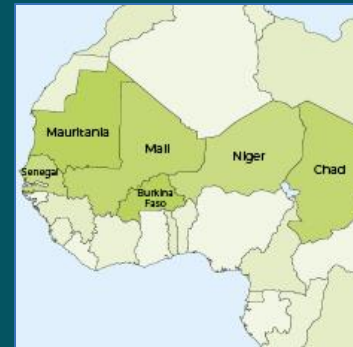 Mauritania
Mali
Niger
Chad
Senegal
Burkina
Faso